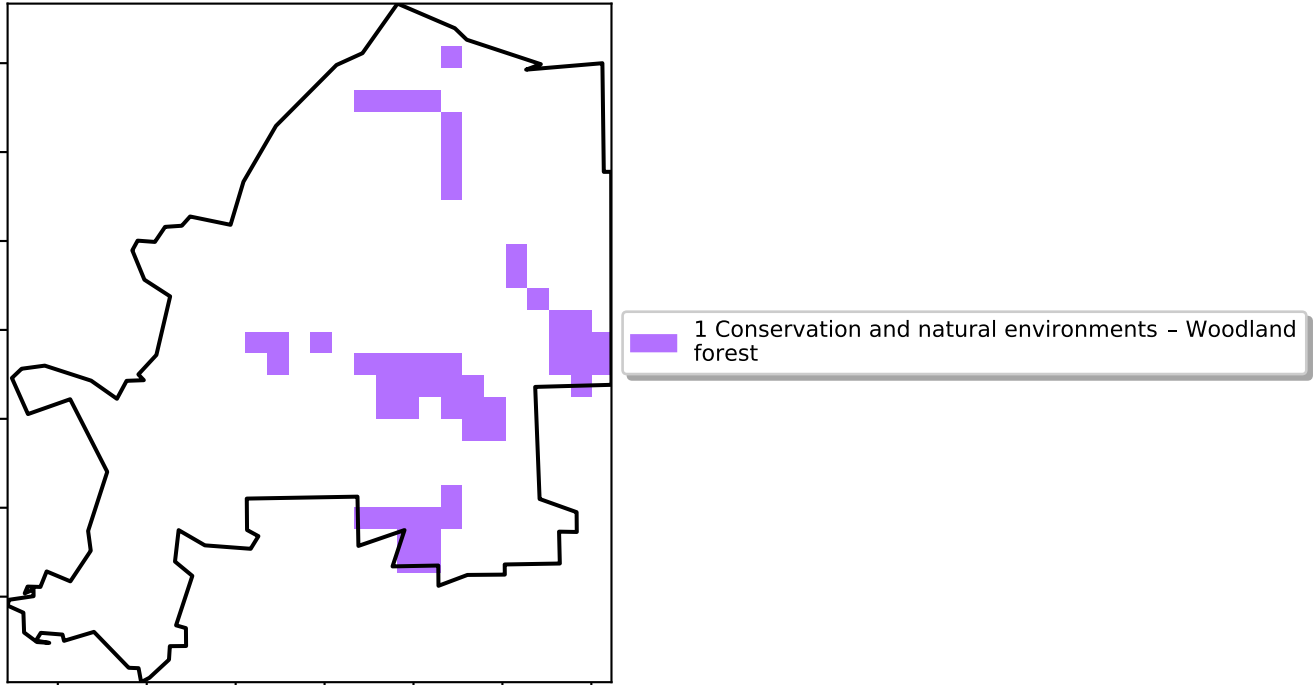 1 Conservation and natural environments – Woodland
forest